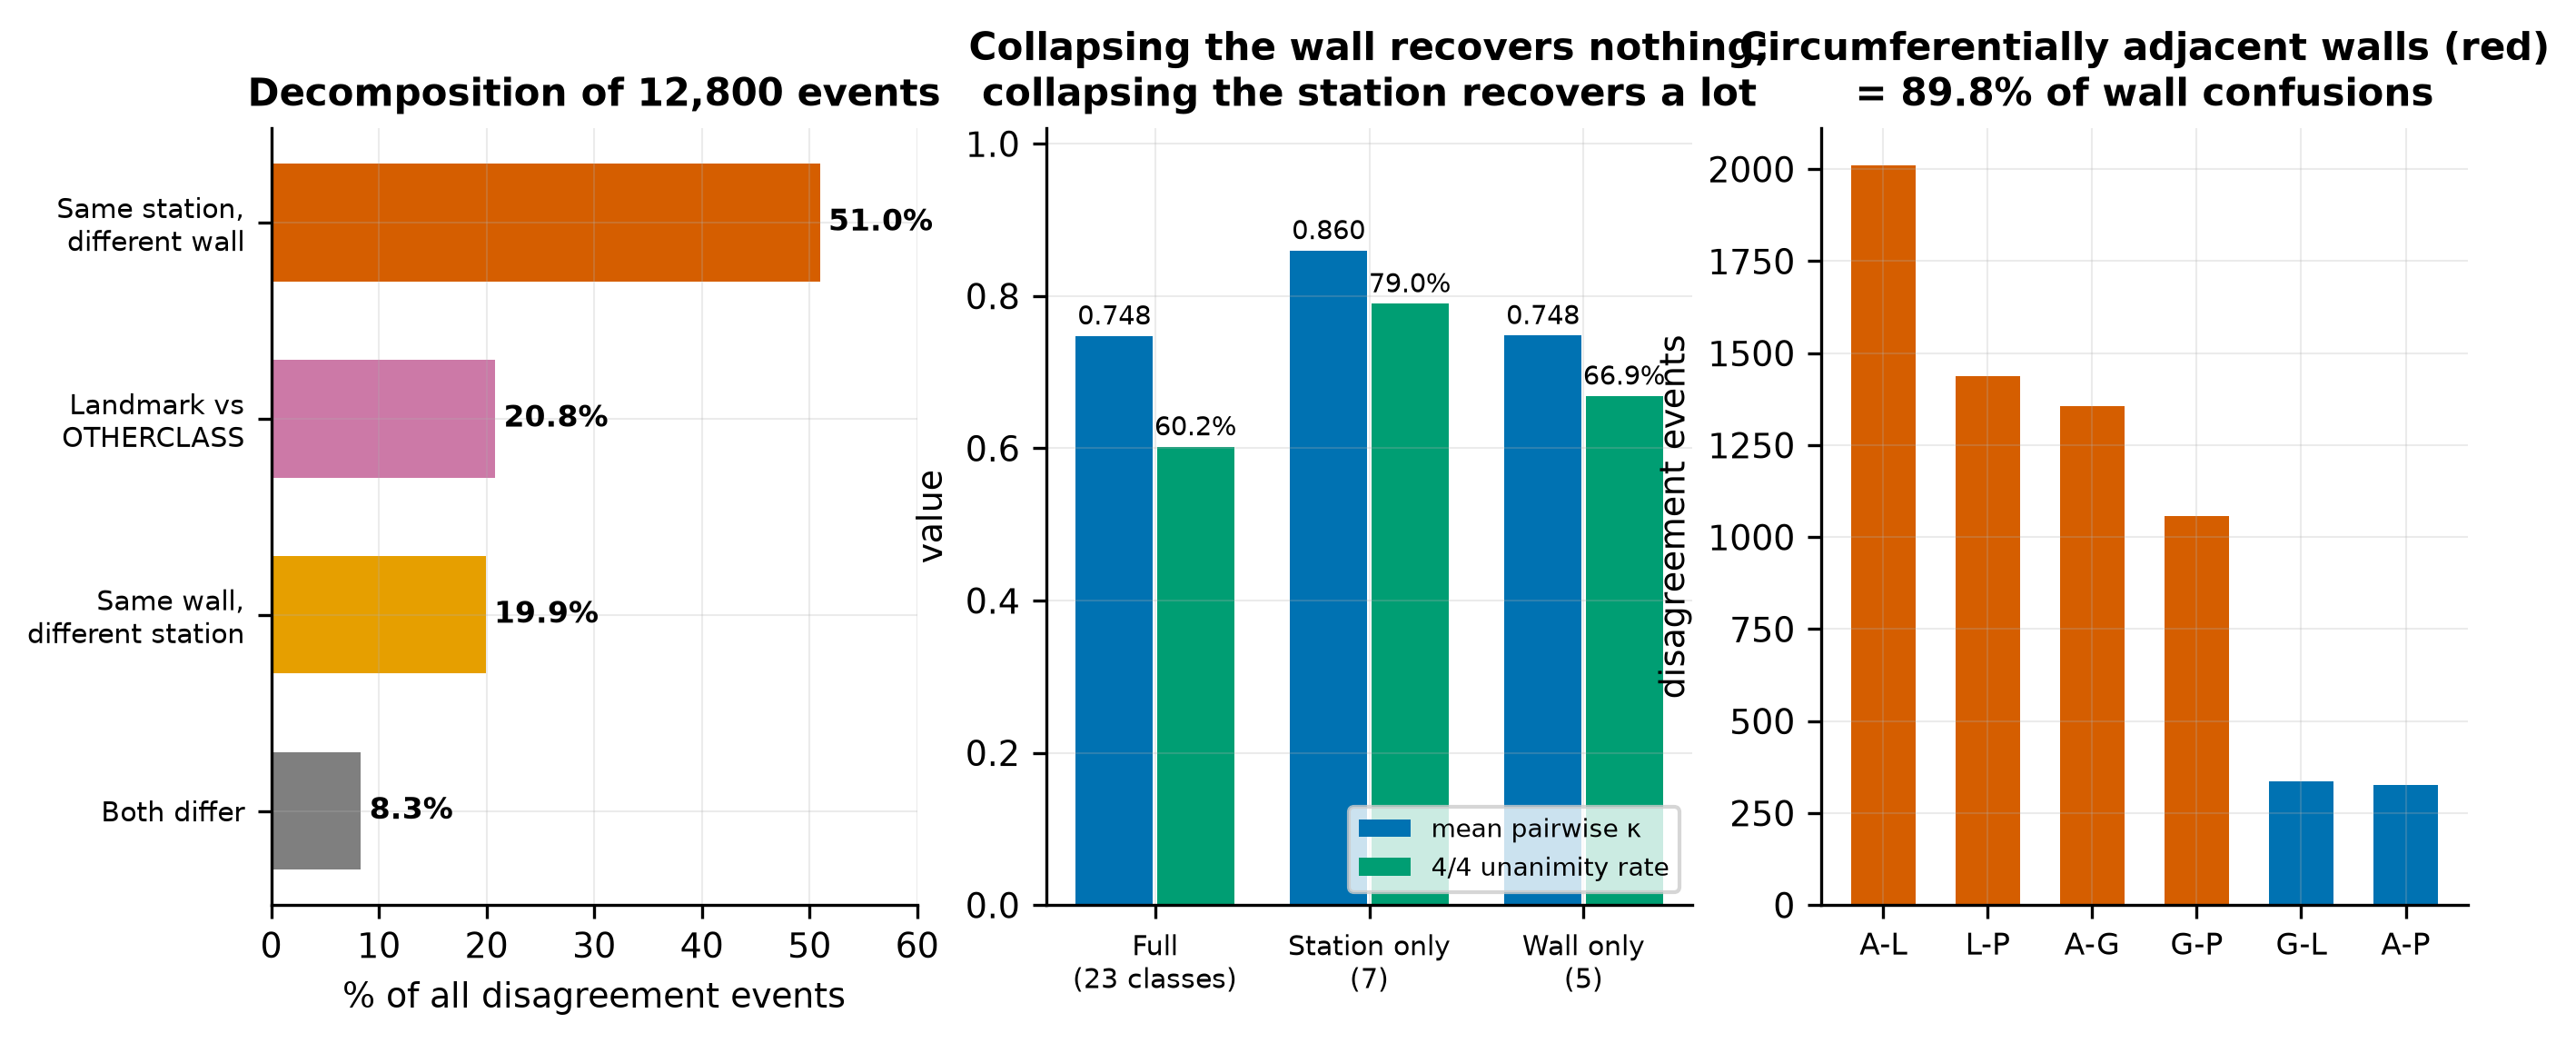 Decomposition of 12,800 events
Same station,
different wall
51.0%
Landmark vs
OTHERCLASS
20.8%
Same wall,
different station
19.9%
Both differ
8.3%
0 10 20 30 40 50 60
% of all disagreement events
Collapsing the wall recovers nothing;
collapsing the station recovers a lot
value
1.0
0.8
0.6
0.4
0.2
0.0
0.748
60.2%
0.860
79.0%
0.748
66.9%
mean pairwise κ
4/4 unanimity rate
Full
(23 classes)
Station only
(7)
Wall only
(5)
Circumferentially adjacent walls (red)
= 89.8% of wall confusions
disagreement events
2000
1750
1500
1250
1000
750
500
250
0
A-L L-P A-G G-P G-L A-P